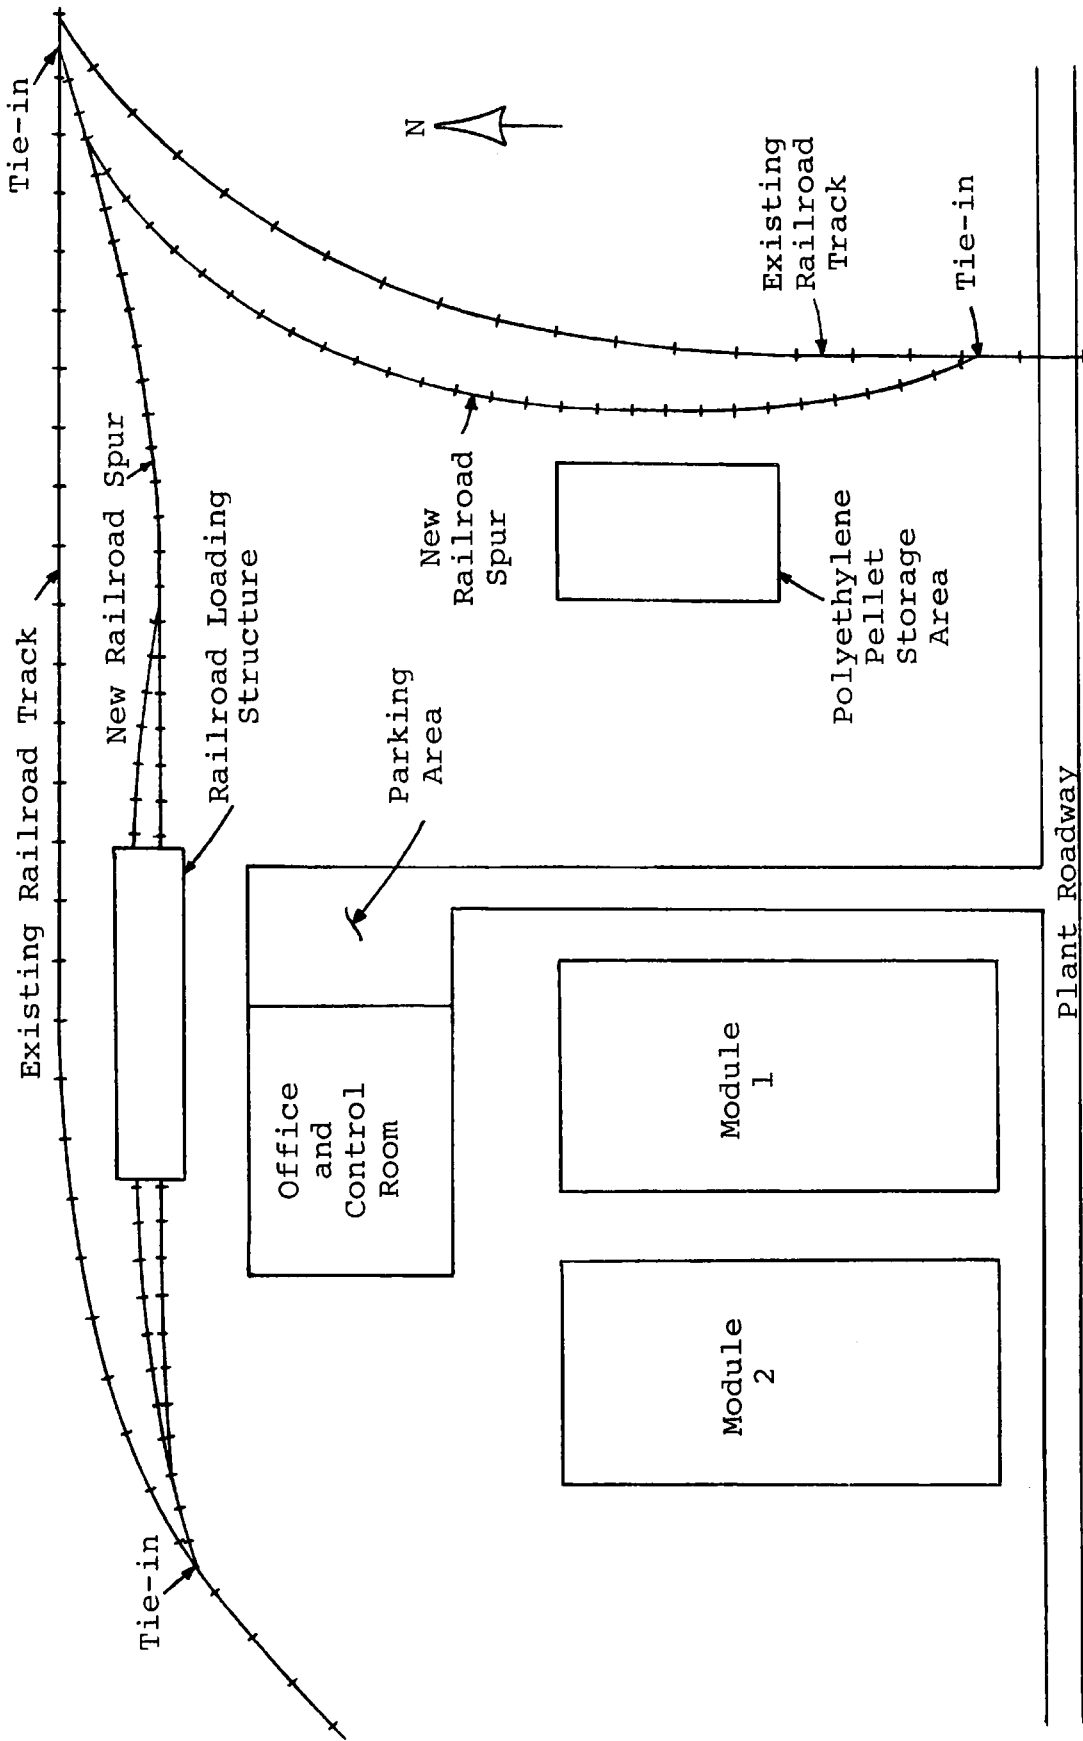 Tie-in
N
Existing
Railroad
Track
Tie-in
Existing Railroad Track
New Railroad Spur
Railroad Loading
Structure
New
Railroad
Spur
Polyethylene
Pellet
Storage
Area
Parking
Area
Plant Roadway
Office
and
Control
Room
Module
1
Module
2
Tie-in